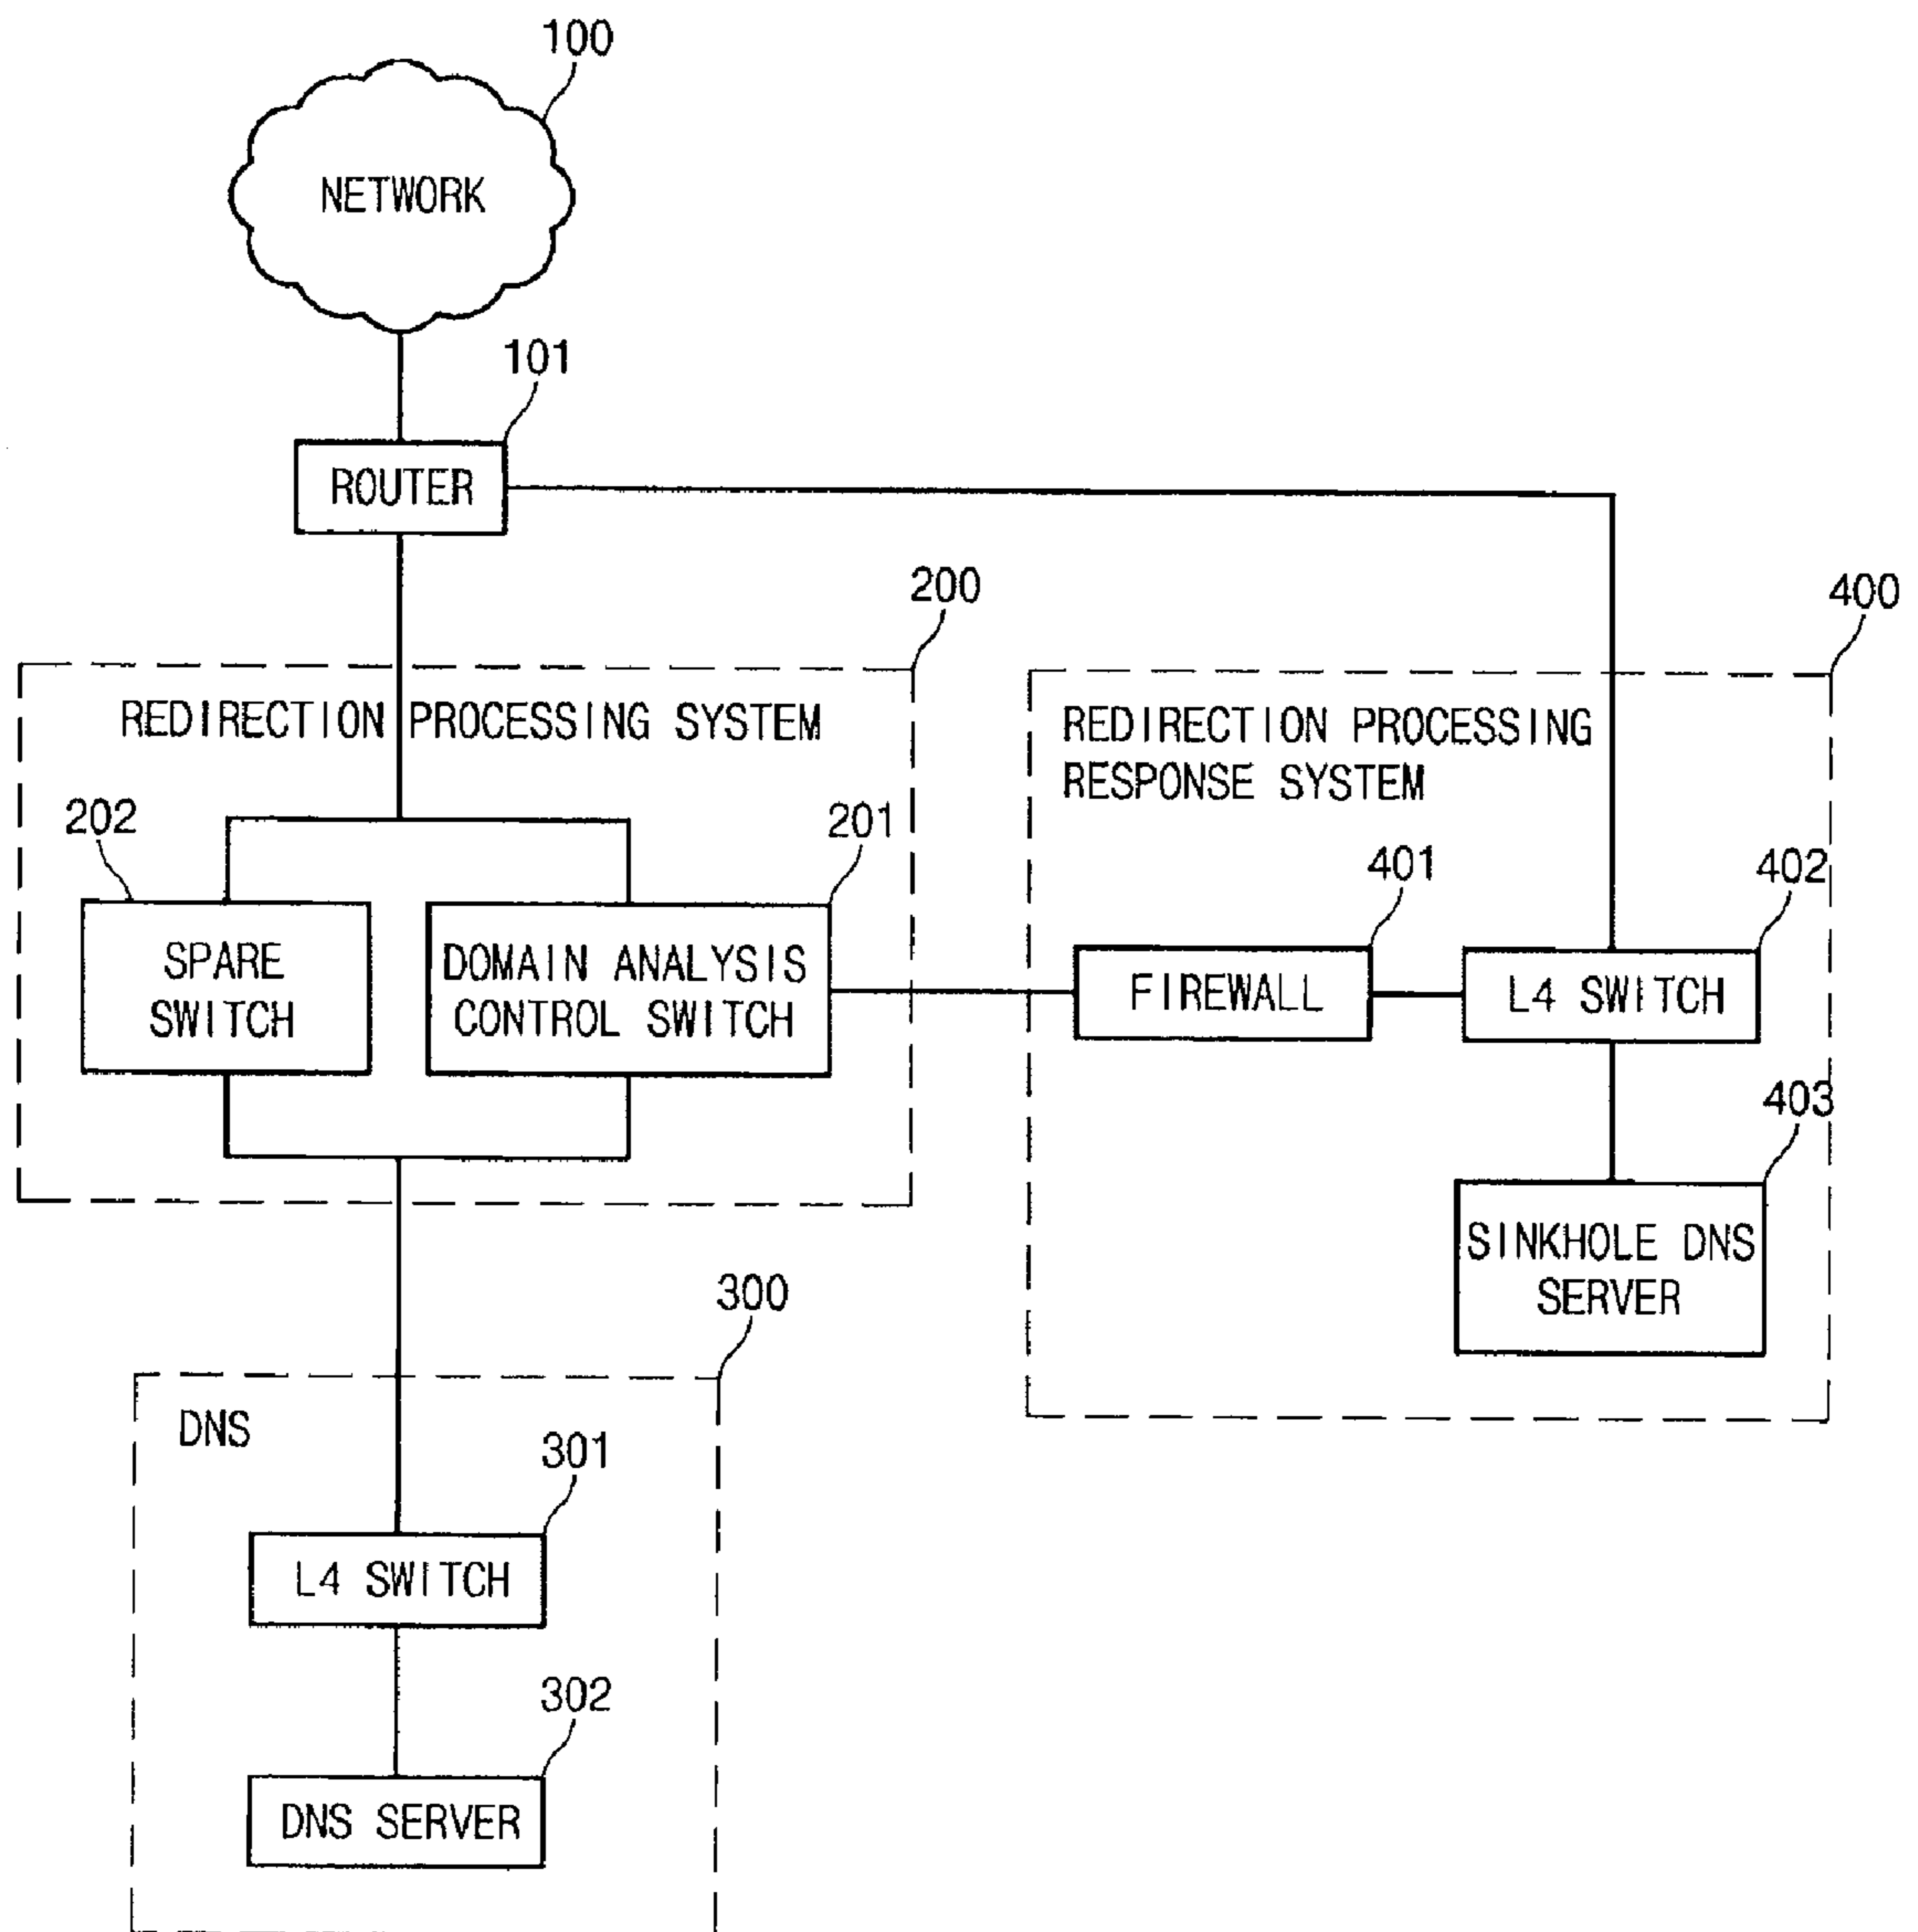 100
NETWORK
101
ROUTER
200
400
REDIRECTION PROCESSING SYSTEM
REDIRECTION PROCESSING
RESPONSE SYSTEM
202
201
401
402
SPARE
SWITCH
DOMAIN ANALYSIS
CONTROL SWITCH
FIREWALL
L4 SWITCH
403
SINKHOLE DNS
SERVER
300
DNS
301
L4 SWITCH
302
DNS SERVER